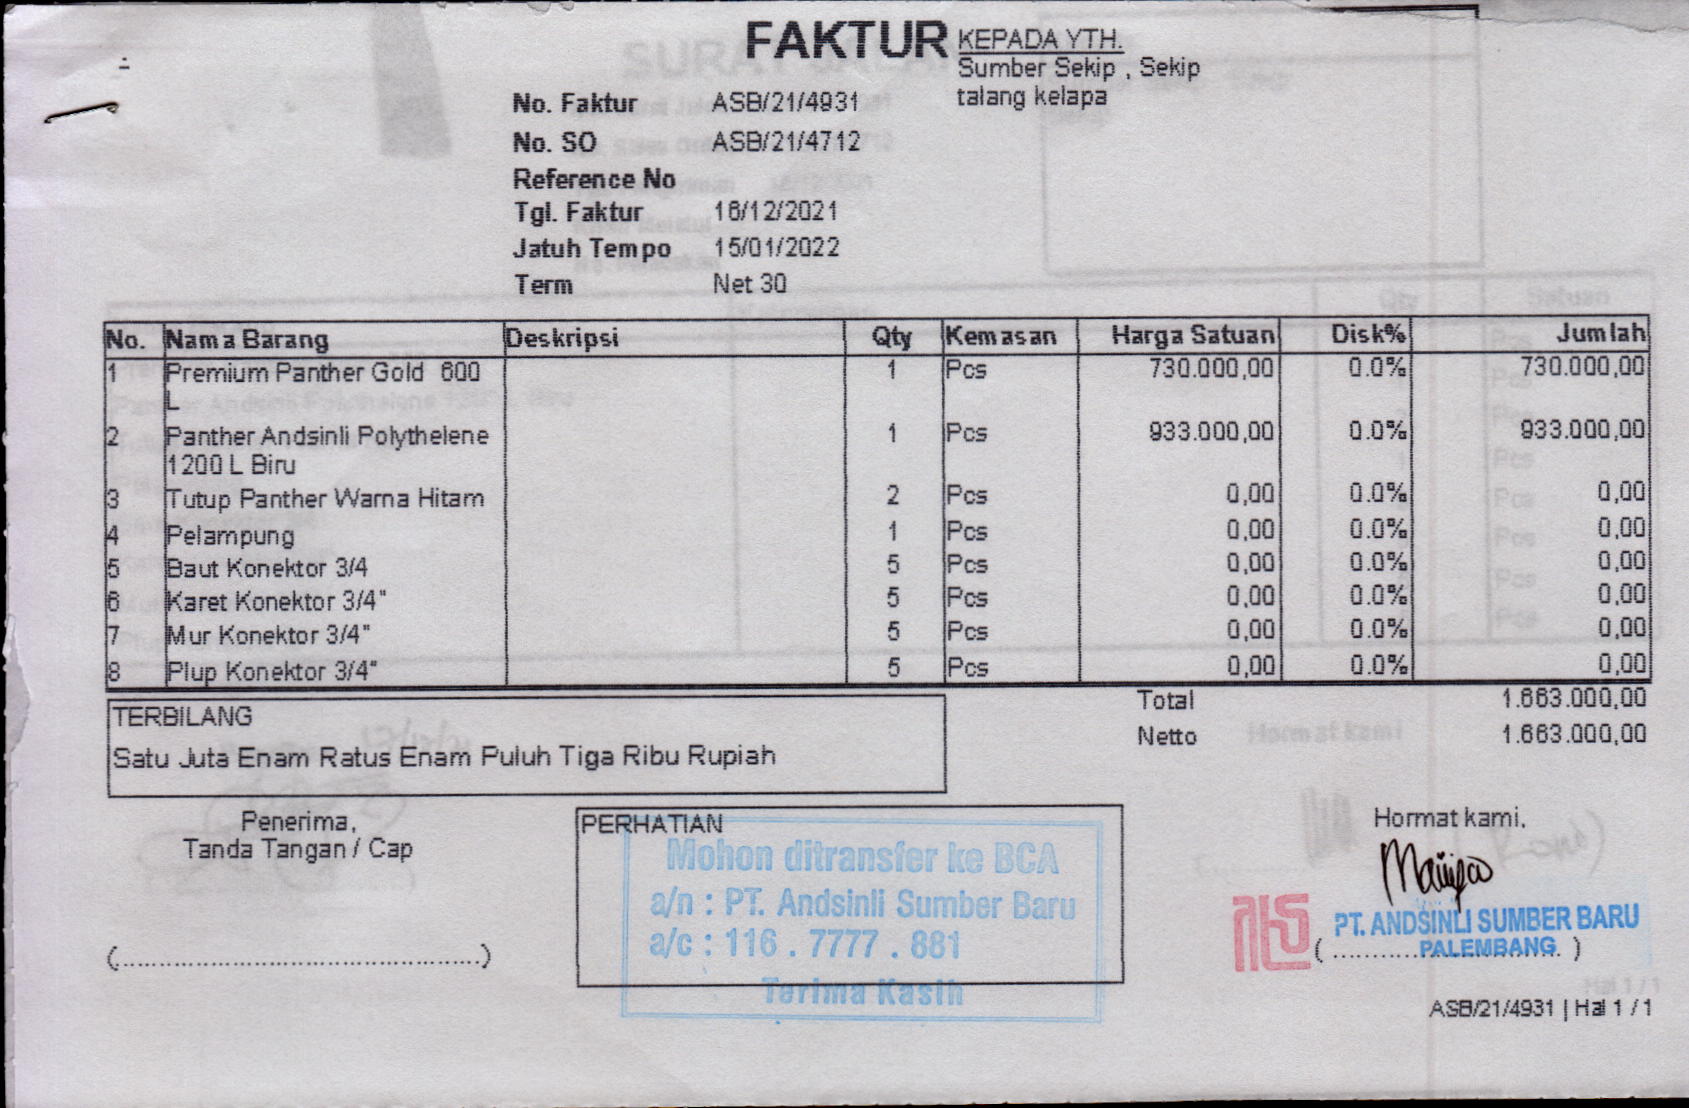 FAKTUR
KEPADA YTH.
Sumber Sekip , Sekip
talang kelapa
No. Faktur ASB/21/4931
No. SO ASB/21/4712
Reference No
Tgl. Faktur 16/12/2021
Jatuh Tempo 15/01/2022
Term Net 30
No. Nama Barang Deskripsi Qty Kemasan Harga Satuan Disk% Jumlah
1 Premium Panther Gold 600 1 Pcs 730.000,00 0.0% 730.000,00
L
2 Panther Andsinli Polythelene 1 Pcs 933.000,00 0.0% 933.000,00
1200 L Biru
3 Tutup Panther Warna Hitam 2 Pcs 0,00 0.0% 0,00
4 Pelampung 1 Pcs 0,00 0.0% 0,00
5 Baut Konektor 3/4 5 Pcs 0,00 0.0% 0,00
6 Karet Konektor 3/4" 5 Pcs 0,00 0.0% 0,00
7 Mur Konektor 3/4" 5 Pcs 0,00 0.0% 0,00
8 Plup Konektor 3/4" 5 Pcs 0,00 0.0% 0,00
Total 1.663.000,00
Netto 1.663.000,00
TERBILANG
Satu Juta Enam Ratus Enam Puluh Tiga Ribu Rupiah
Penerima,
Tanda Tangan / Cap
(................................................)
PERHATIAN
Mohon ditransfer ke BCA
a/n : PT. Andsinli Sumber Baru
a/c : 116 . 7777 . 881
Terima Kasih
Hormat kami,
PT. ANDSINLI SUMBER BARU
PALEMBANG.
ASB/21/4931 | Hal 1 / 1